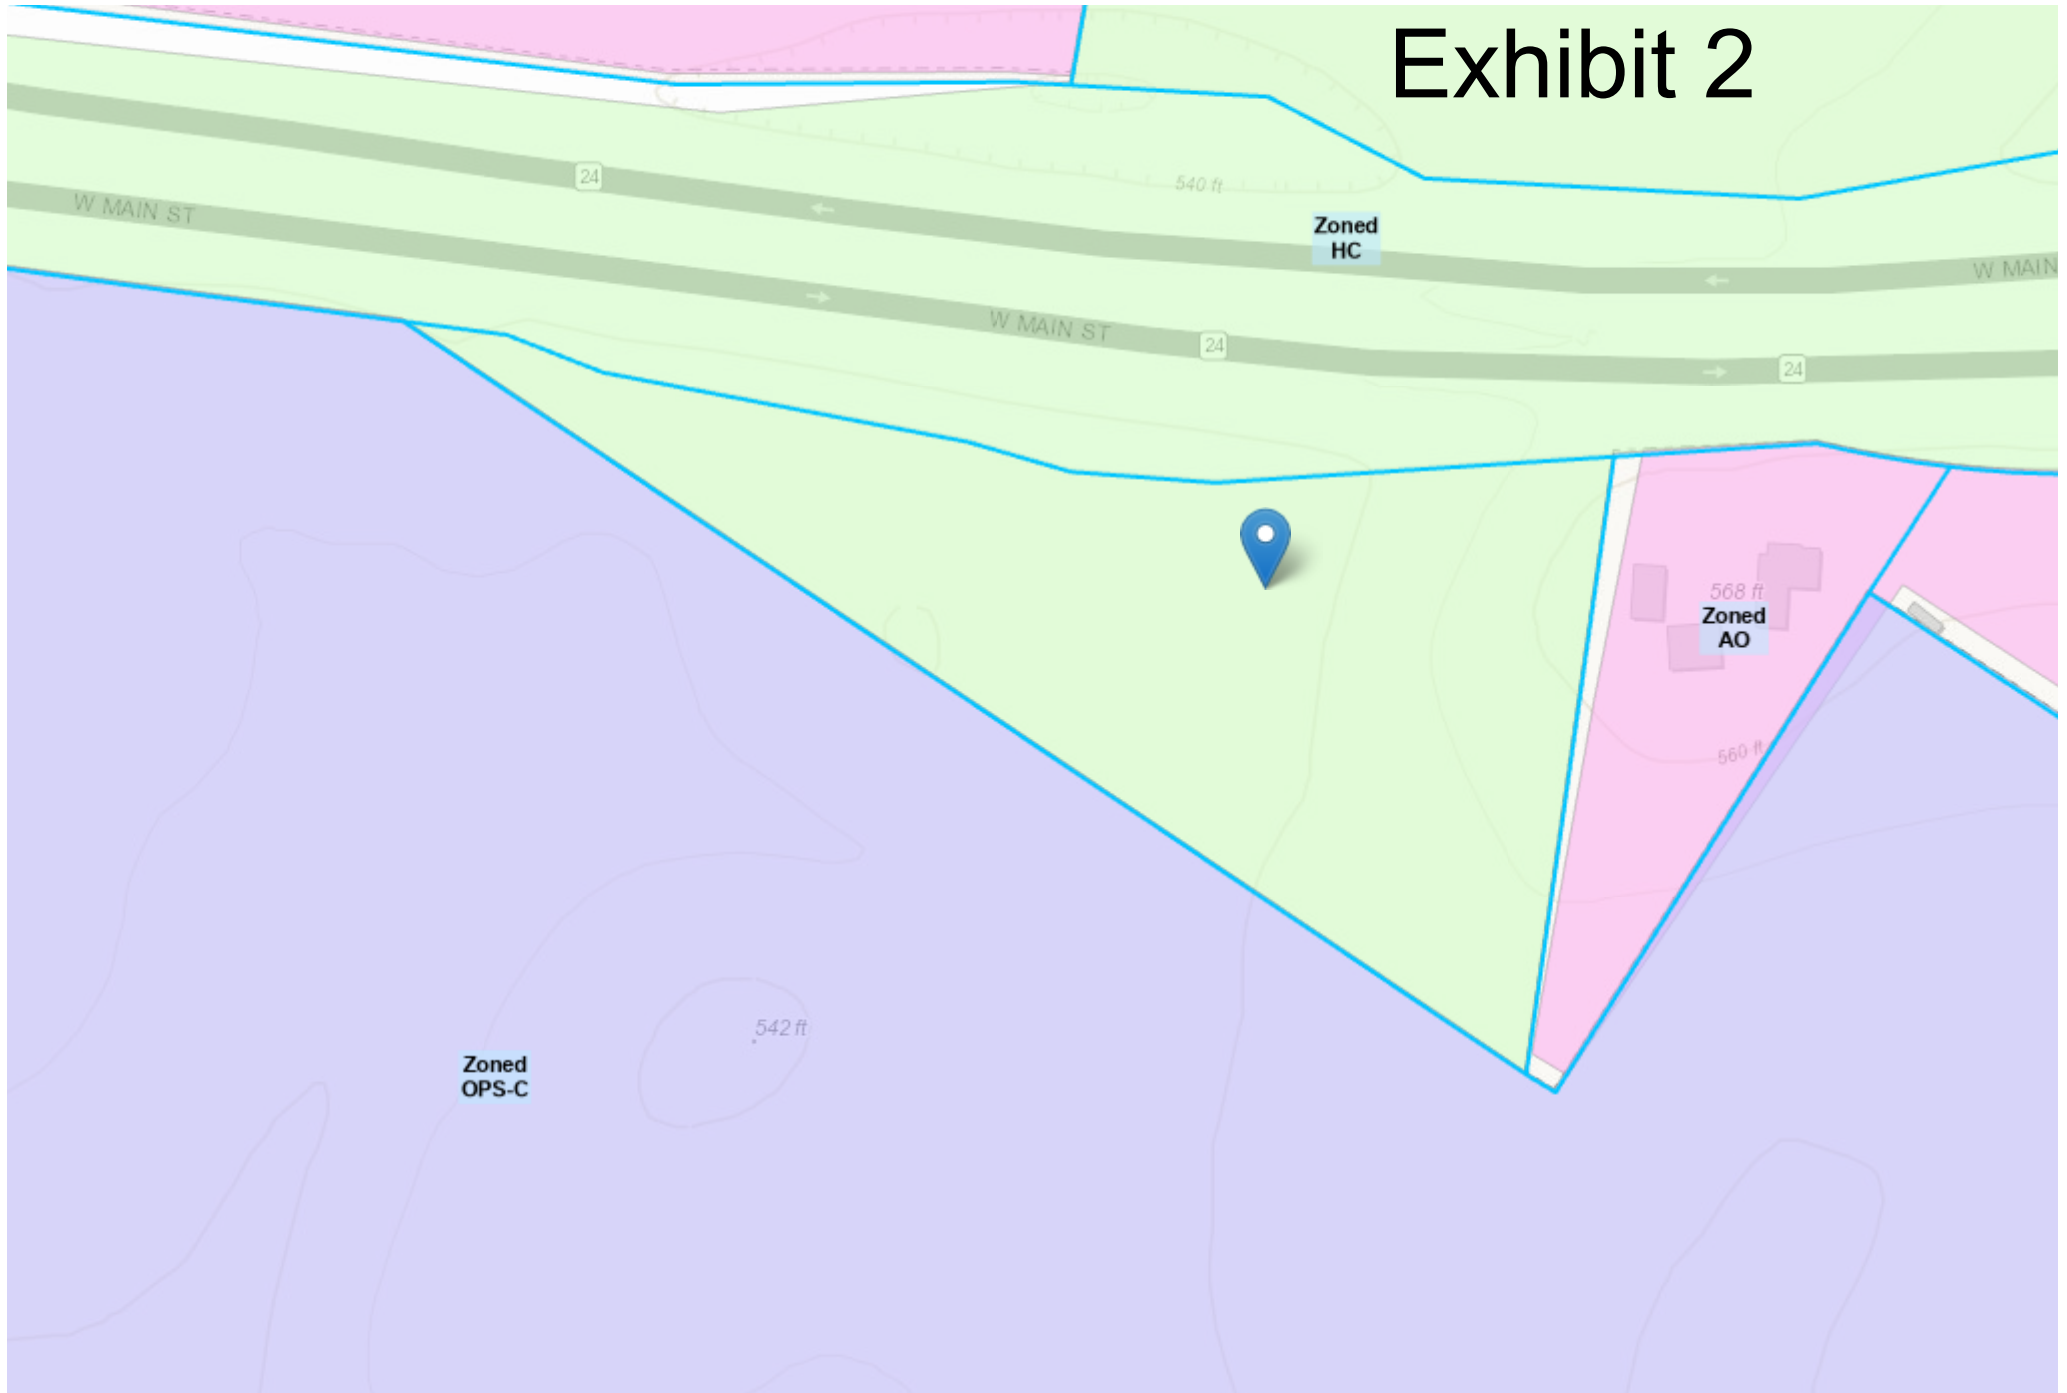 Exhibit 2
24
540 ft
W MAIN ST
Zoned
HC
W MAIN
W MAIN ST
24
24
568 ft
Zoned
AO
560 ft
542 ft
Zoned
OPS-C